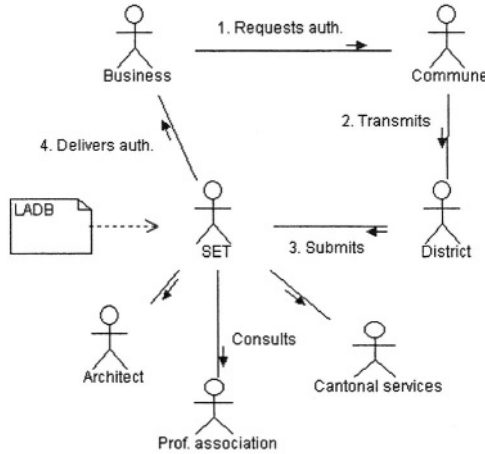 1. Requests auth.
Business
Commune
2. Transmits
4. Delivers auth.
LADB
SET
3. Submits
District
Consults
Architect
Cantonal services
Prof. association